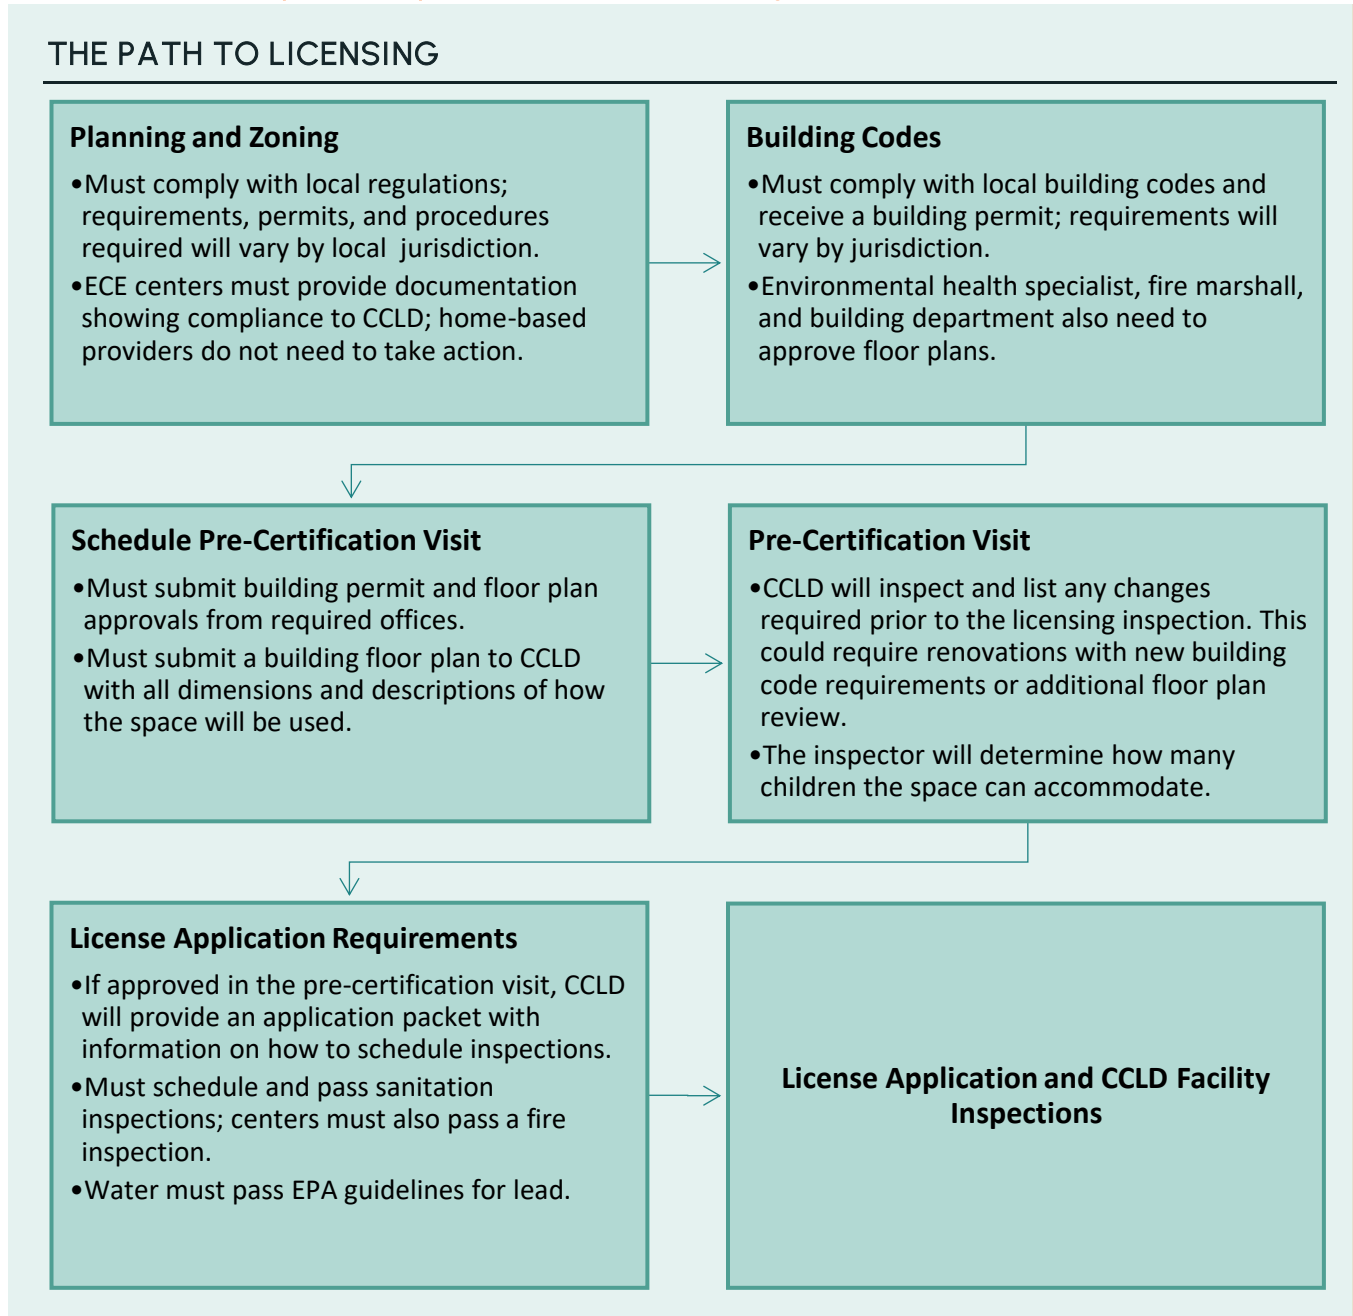 THE PATH TO LICENSING
Planning and Zoning
•Must comply with local regulations;
requirements, permits, and procedures
required will vary by local jurisdiction.
•ECE centers must provide documentation
showing compliance to CCLD; home-based
providers do not need to take action.
Building Codes
•Must comply with local building codes and
receive a building permit; requirements will
vary by jurisdiction.
•Environmental health specialist, fire marshall,
and building department also need to
approve floor plans.
Schedule Pre-Certification Visit
•Must submit building permit and floor plan
approvals from required offices.
•Must submit a building floor plan to CCLD
with all dimensions and descriptions of how
the space will be used.
Pre-Certification Visit
•CCLD will inspect and list any changes
required prior to the licensing inspection. This
could require renovations with new building
code requirements or additional floor plan
review.
•The inspector will determine how many
children the space can accommodate.
License Application Requirements
•If approved in the pre-certification visit, CCLD
will provide an application packet with
information on how to schedule inspections.
•Must schedule and pass sanitation
inspections; centers must also pass a fire
inspection.
•Water must pass EPA guidelines for lead.
License Application and CCLD Facility
Inspections